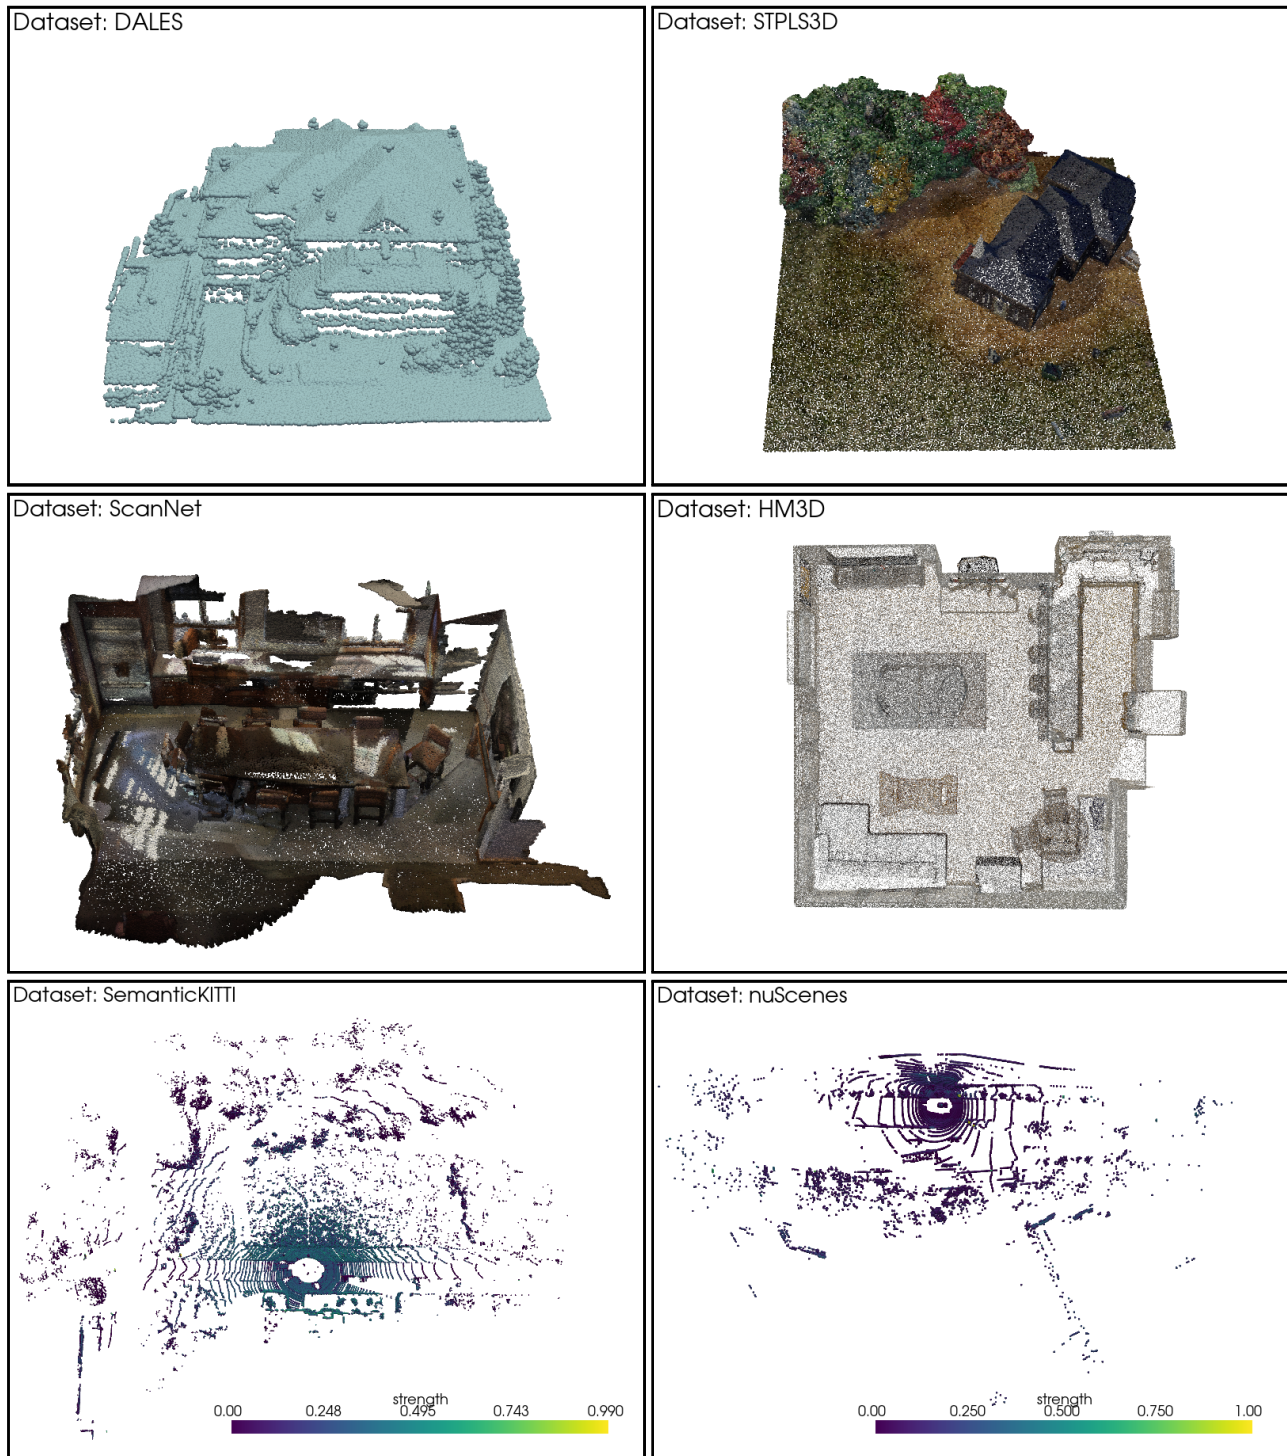 Dataset: DALES
Dataset: STPLS3D
Dataset: ScanNet
Dataset: HM3D
Dataset: SemanticKITTI
Dataset: nuScenes
strength
0.00 0.248 0.495 0.743 0.990
strength
0.00 0.250 0.500 0.750 1.00